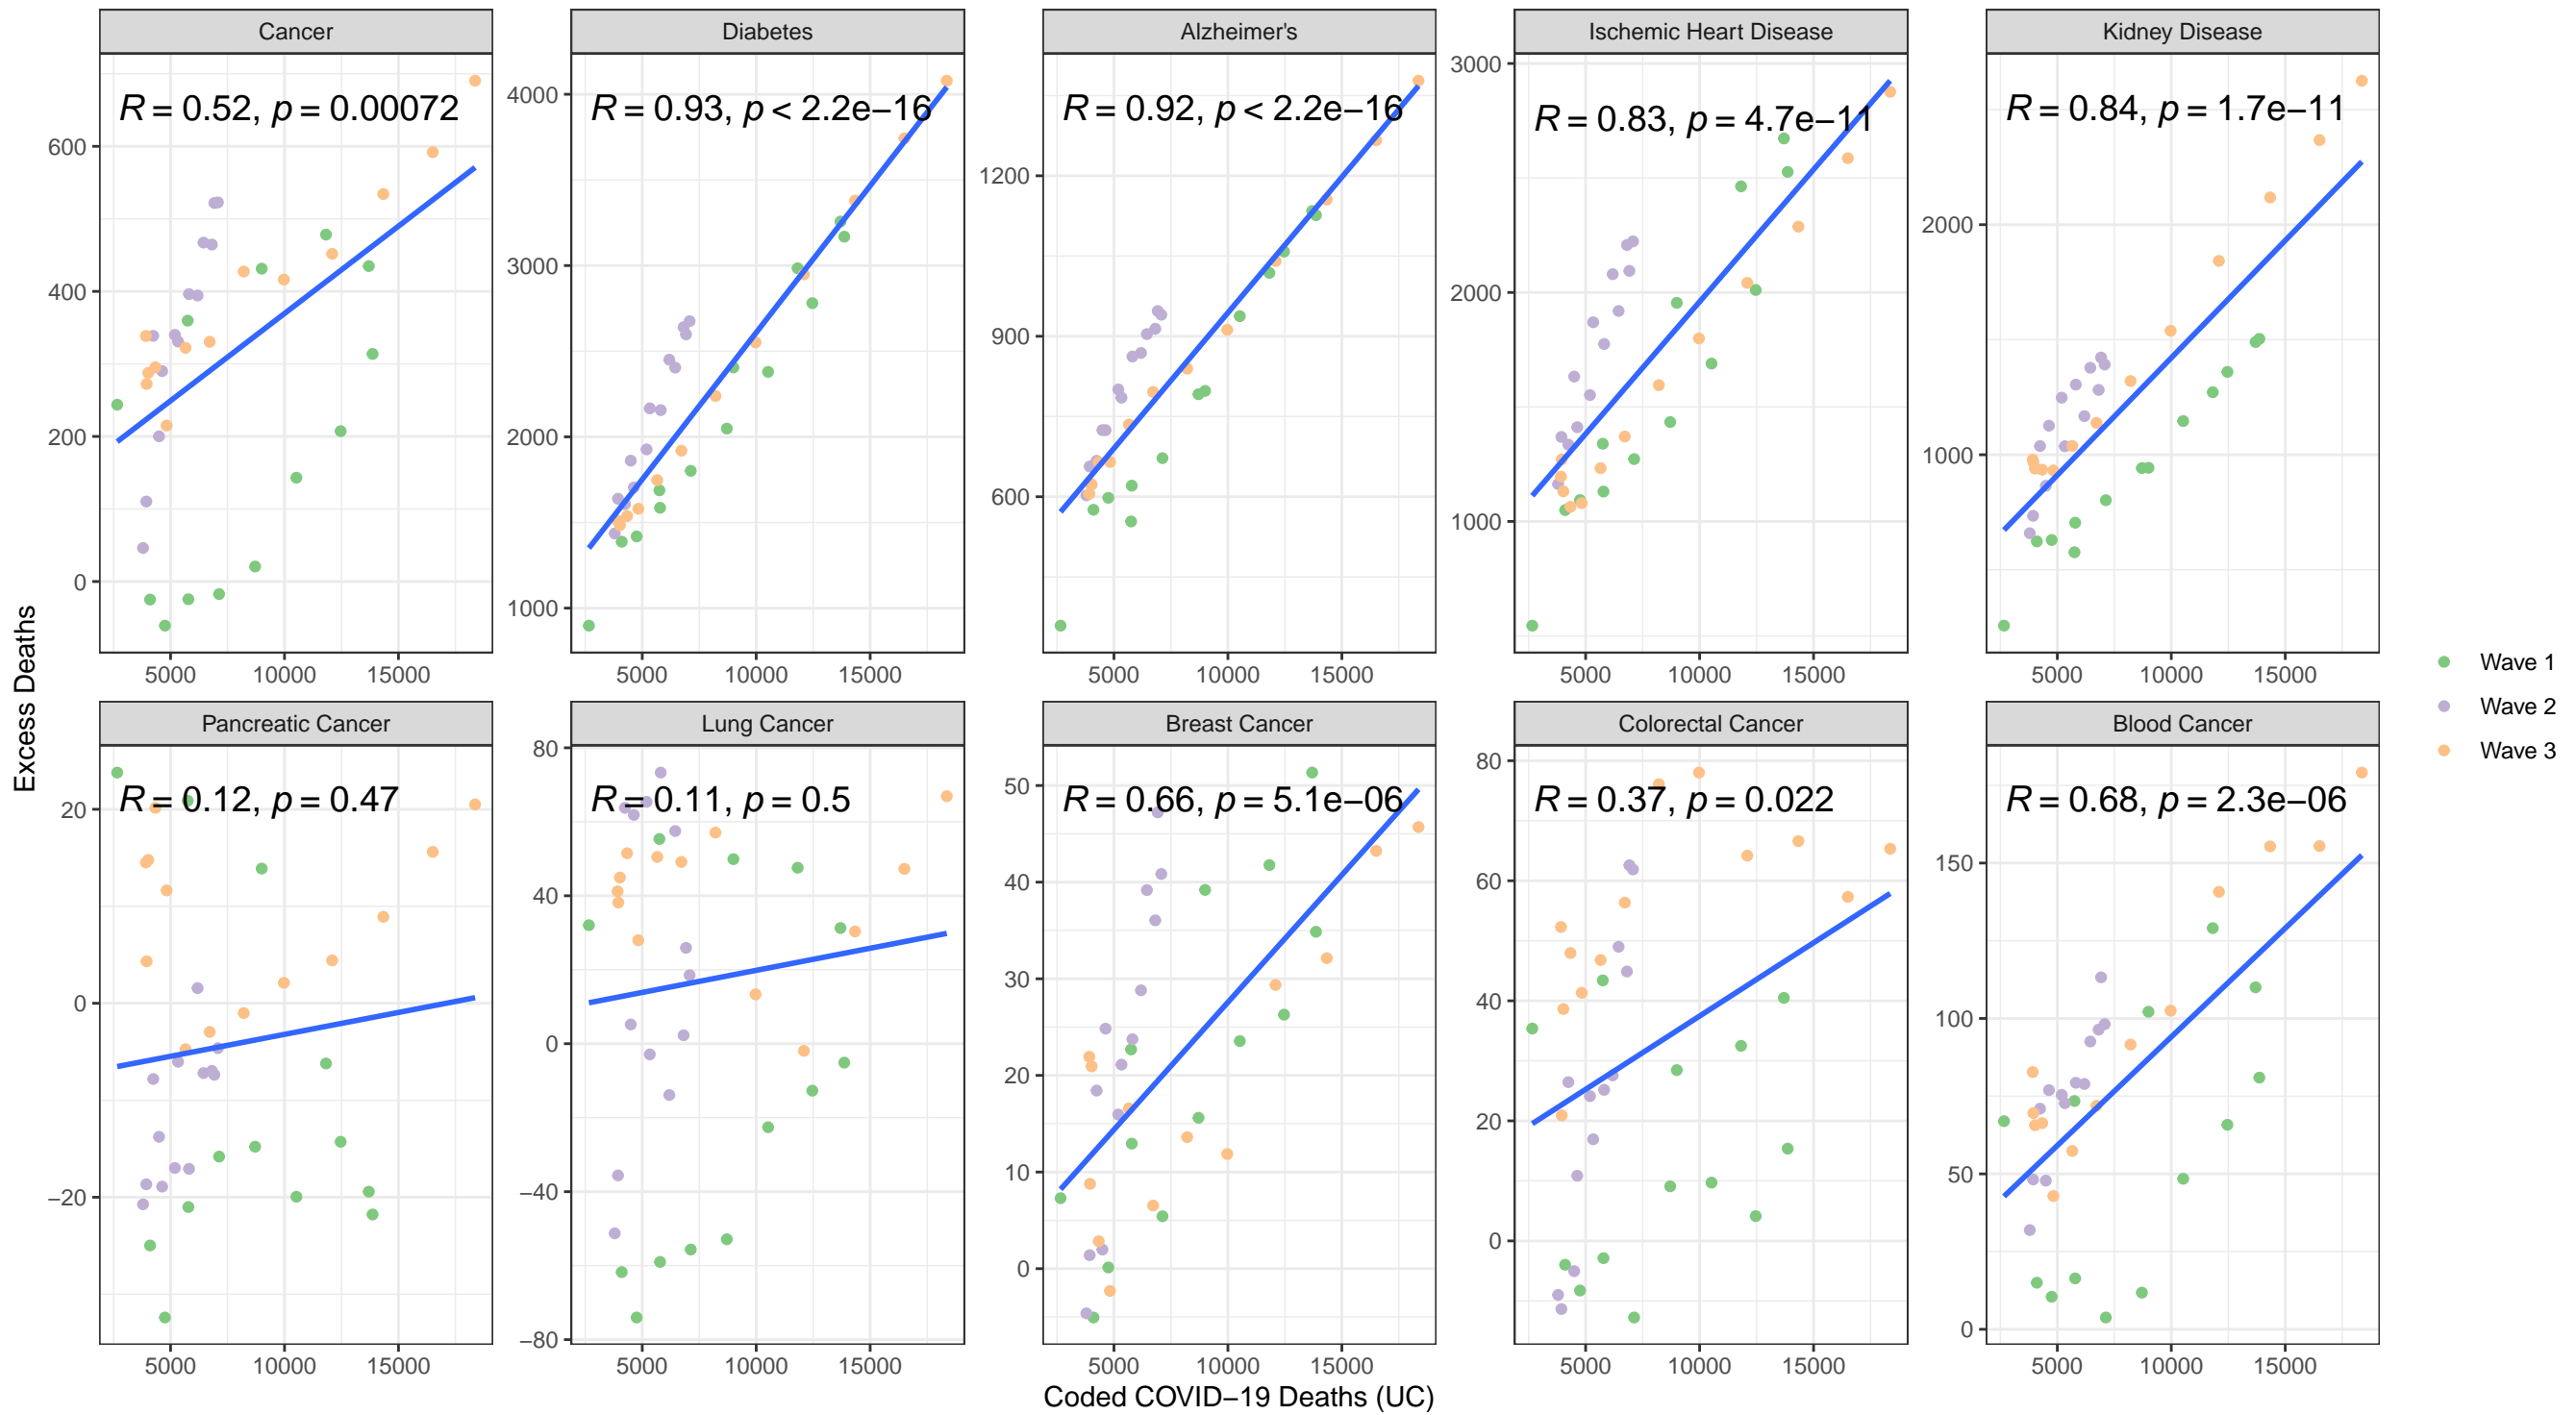 Cancer
Diabetes
Alzheimer's
Ischemic Heart Disease
Kidney Disease
R = 0.52, p = 0.00072
R = 0.93, p < 2.2e−16
R = 0.92, p < 2.2e−16
R = 0.83, p = 4.7e−11
R = 0.84, p = 1.7e−11
600
400
200
0
4000
3000
2000
1000
1200
900
600
3000
2000
1000
2000
1000
5000 10000 15000
5000 10000 15000
5000 10000 15000
5000 10000 15000
5000 10000 15000
Excess Deaths
Wave 1
Wave 2
Wave 3
Pancreatic Cancer
Lung Cancer
Breast Cancer
Colorectal Cancer
Blood Cancer
R = 0.12, p = 0.47
R = 0.11, p = 0.5
R = 0.66, p = 5.1e−06
R = 0.37, p = 0.022
R = 0.68, p = 2.3e−06
20
0
−20
80
40
0
−40
−80
50
40
30
20
10
0
80
60
40
20
0
150
100
50
0
5000 10000 15000
5000 10000 15000
5000 10000 15000
5000 10000 15000
5000 10000 15000
Coded COVID−19 Deaths (UC)